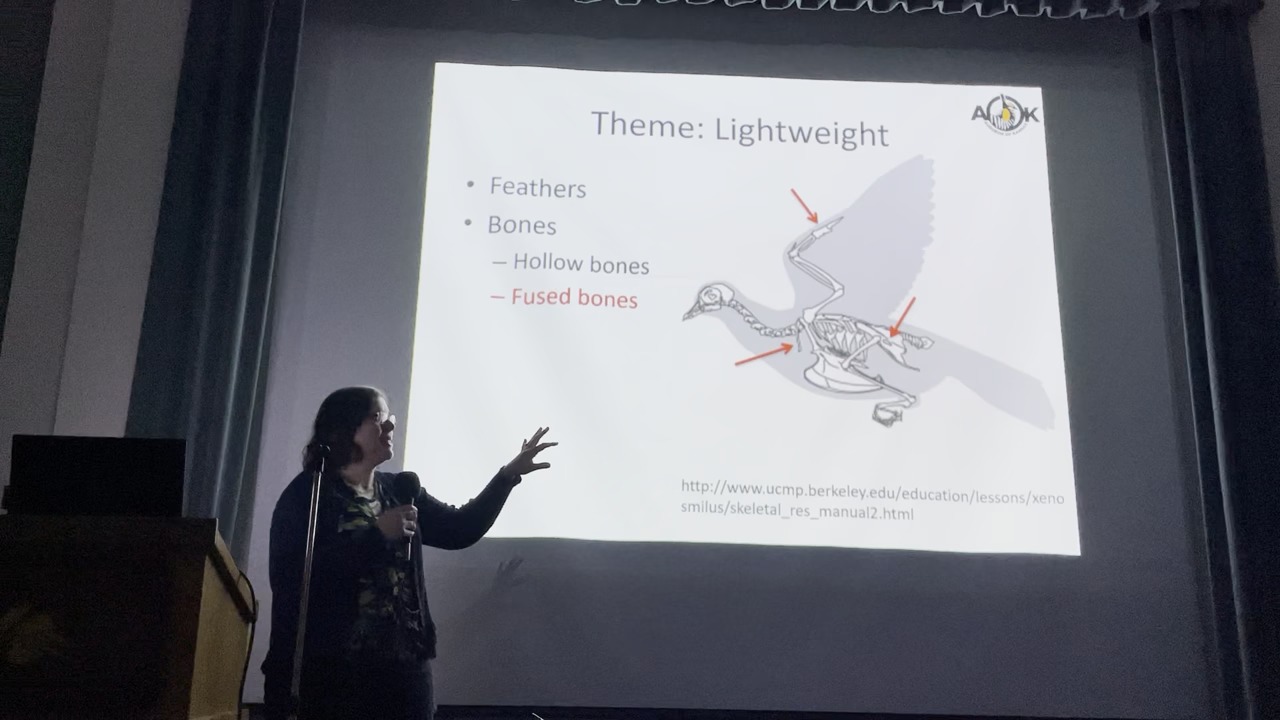 Theme: Lightweight
AOK
• Feathers
• Bones
– Hollow bones
– Fused bones
http://www.ucmp.berkeley.edu/education/lessons/xeno
smilus/skeletal_res_manual2.html